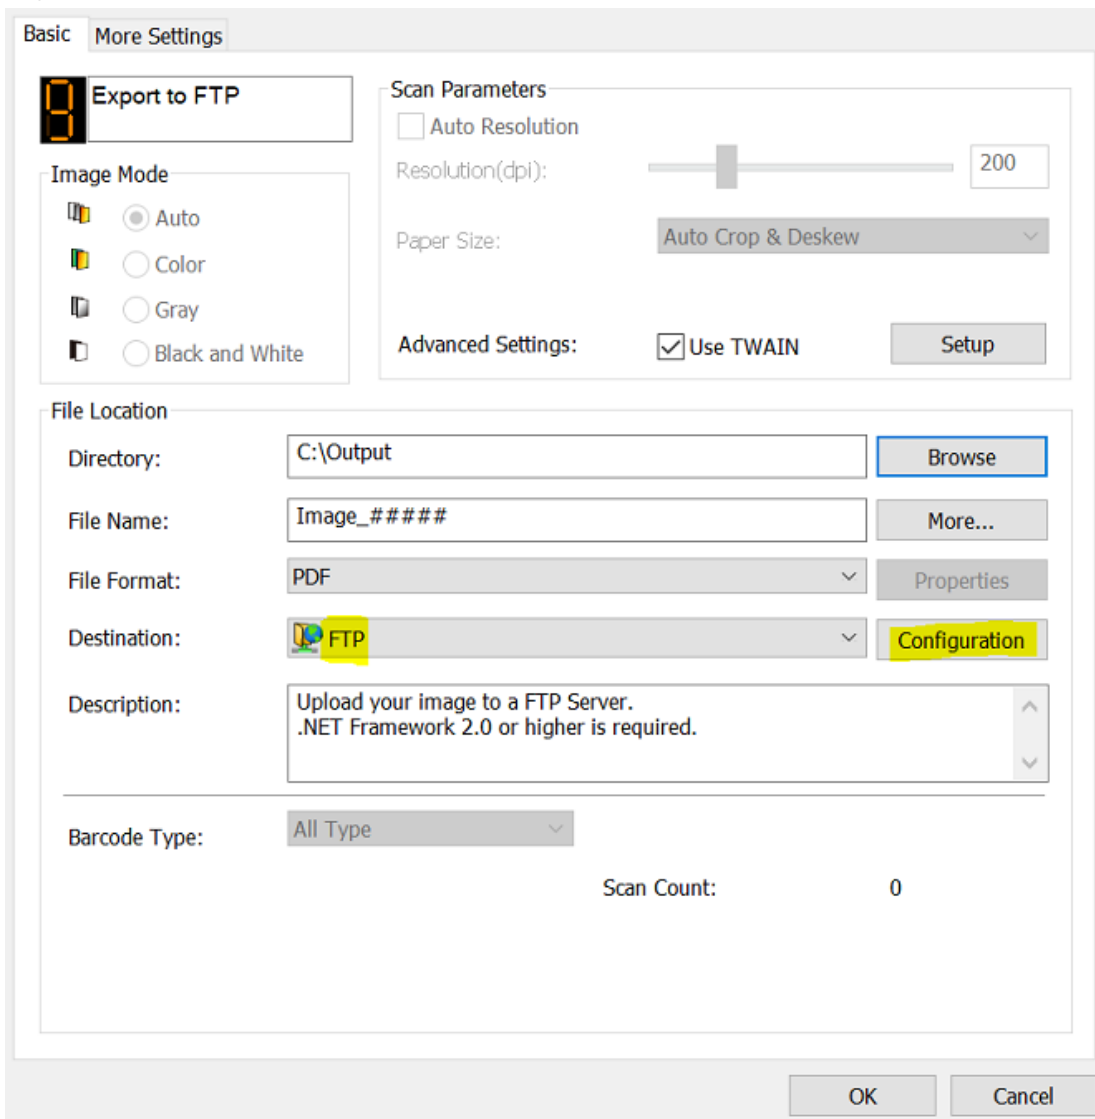 Basic
More Settings
Export to FTP
Image Mode
Auto
Color
Gray
Black and White
Scan Parameters
Auto Resolution
Resolution(dpi):
200
Paper Size:
Auto Crop & Deskew
Advanced Settings:
Use TWAIN
Setup
File Location
Directory:
C:\Output
Browse
File Name:
Image_#####
More...
File Format:
PDF
Properties
Destination:
FTP
Configuration
Description:
Upload your image to a FTP Server.
.NET Framework 2.0 or higher is required.
Barcode Type:
All Type
Scan Count:
0
OK
Cancel